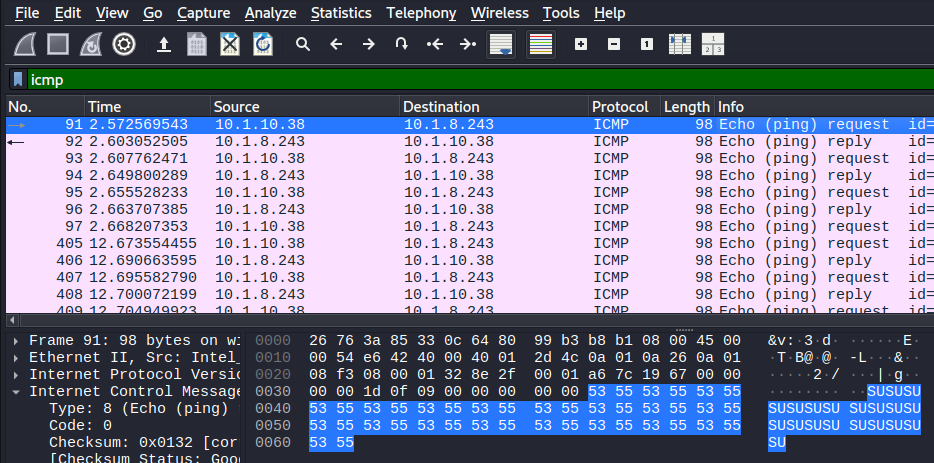 File Edit View Go Capture Analyze Statistics Telephony Wireless Tools Help
icmp
No. Time Source Destination Protocol Length Info
91 2.572569543 10.1.10.38 10.1.8.243 ICMP 98 Echo (ping) request id=
92 2.603052505 10.1.8.243 10.1.10.38 ICMP 98 Echo (ping) reply id=
93 2.607762471 10.1.10.38 10.1.8.243 ICMP 98 Echo (ping) request id=
94 2.649800289 10.1.8.243 10.1.10.38 ICMP 98 Echo (ping) reply id=
95 2.655528233 10.1.10.38 10.1.8.243 ICMP 98 Echo (ping) request id=
96 2.663707385 10.1.8.243 10.1.10.38 ICMP 98 Echo (ping) reply id=
97 2.668207353 10.1.10.38 10.1.8.243 ICMP 98 Echo (ping) request id=
405 12.673554455 10.1.10.38 10.1.8.243 ICMP 98 Echo (ping) request id=
406 12.690663595 10.1.8.243 10.1.10.38 ICMP 98 Echo (ping) reply id=
407 12.695582790 10.1.10.38 10.1.8.243 ICMP 98 Echo (ping) request id=
408 12.700072199 10.1.8.243 10.1.10.38 ICMP 98 Echo (ping) reply id=
409 12.704949923 10.1.10.38 10.1.8.243 ICMP 98 Echo (ping) request id=
Frame 91: 98 bytes on wi 0000 26 76 3a 85 33 0c 64 80 99 b3 b8 b1 08 00 45 00 &v:·3·d· ······E·
Ethernet II, Src: Intel_ 0010 00 54 e6 42 40 00 40 01 2d 4c 0a 01 0a 26 0a 01 ·T·B@·@· -L···&··
Internet Protocol Versio 0020 08 f3 08 00 01 32 8e 2f 00 01 a6 7c 19 67 00 00 ·····2·/ ···|·g··
Internet Control Message 0030 00 00 1d 0f 09 00 00 00 00 00 53 55 53 55 53 55 ········ ··SUSUSU
Type: 8 (Echo (ping) 0040 53 55 53 55 53 55 53 55 53 55 53 55 53 55 53 55 SUSUSUSU SUSUSUSU
Code: 0 0050 53 55 53 55 53 55 53 55 53 55 53 55 53 55 53 55 SUSUSUSU SUSUSUSU
Checksum: 0x0132 [cor 0060 53 55 SU
[Checksum Status: Goo